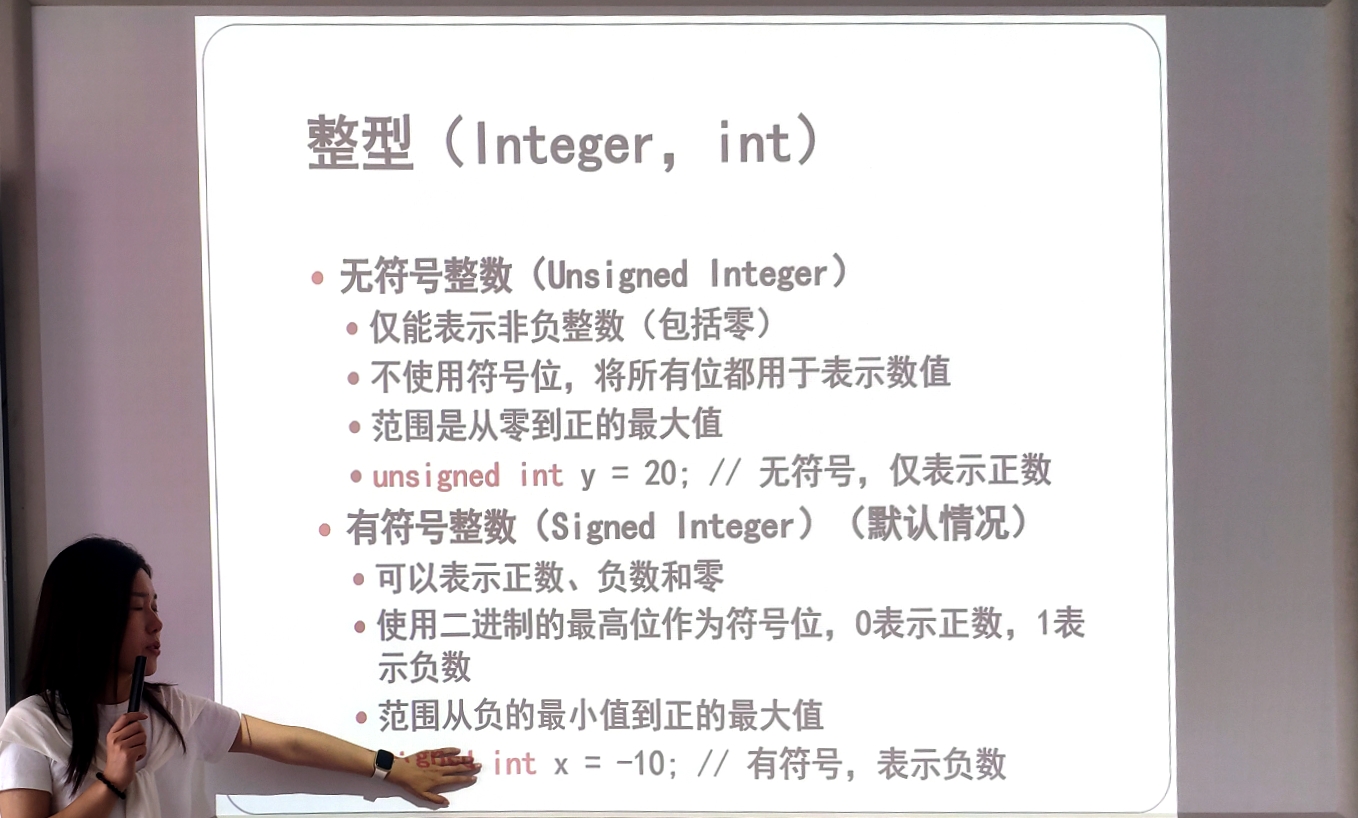 整型（Integer，int）
无符号整数（Unsigned Integer）
仅能表示非负整数（包括零）
不使用符号位，将所有位都用于表示数值
范围是从零到正的最大值
unsigned int y = 20; // 无符号，仅表示正数
有符号整数（Signed Integer）（默认情况）
可以表示正数、负数和零
使用二进制的最高位作为符号位，0表示正数，1表
示负数
范围从负的最小值到正的最大值
int x = -10; // 有符号，表示负数